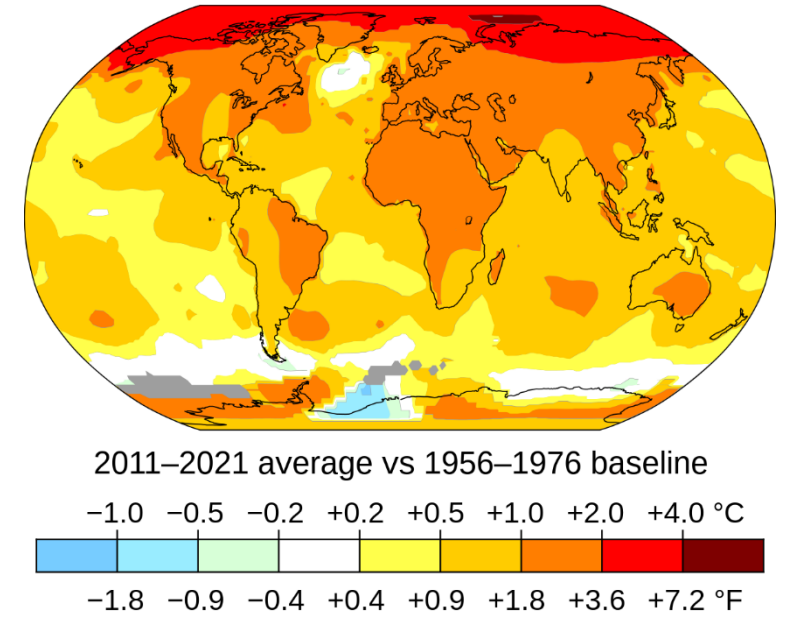 2011–2021 average vs 1956–1976 baseline
−1.0 −0.5 −0.2 +0.2 +0.5 +1.0 +2.0 +4.0 °C
−1.8 −0.9 −0.4 +0.4 +0.9 +1.8 +3.6 +7.2 °F